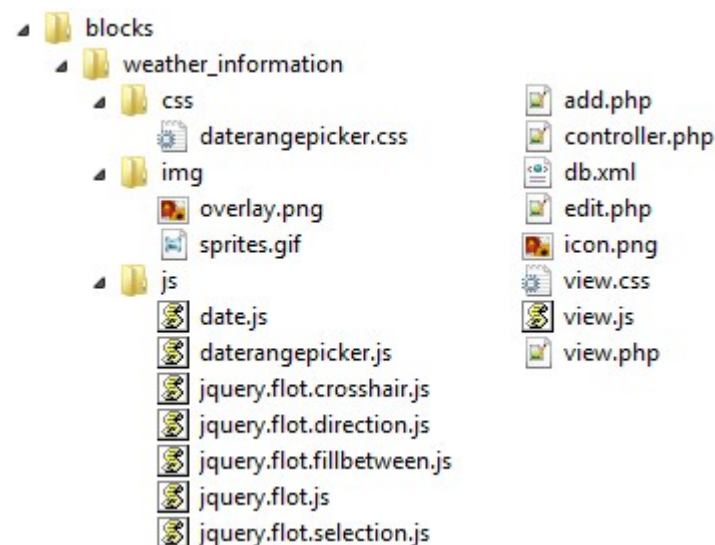 blocks
weather_information
css
daterangepicker.css
img
overlay.png
sprites.gif
js
date.js
daterangepicker.js
jquery.flot.crosshair.js
jquery.flot.direction.js
jquery.flot.fillbetween.js
jquery.flot.js
jquery.flot.selection.js
add.php
controller.php
db.xml
edit.php
icon.png
view.css
view.js
view.php